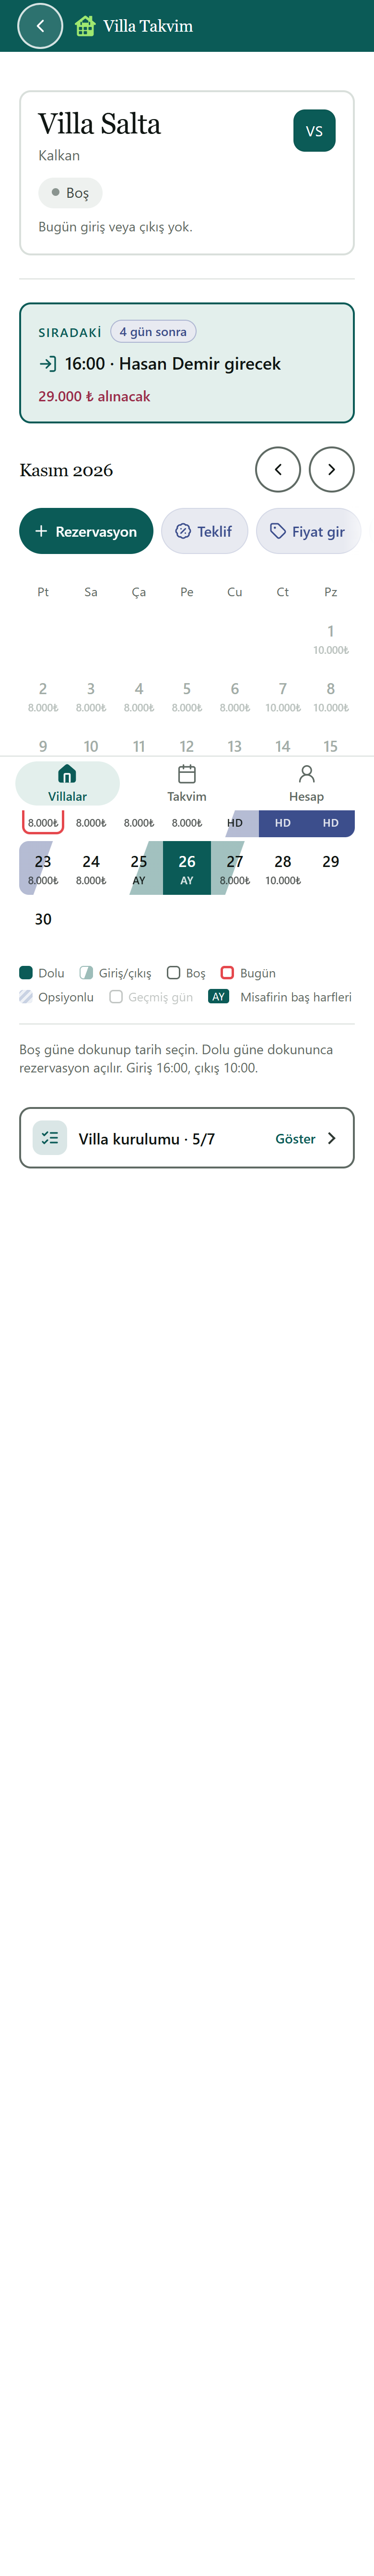 Villa Takvim
Villa Salta
VS
Kalkan
Boş
Bugün giriş veya çıkış yok.
SIRADAKİ 4 gün sonra
16:00 · Hasan Demir girecek
29.000 ₺ alınacak
Kasım 2026
Rezervasyon Teklif Fiyat gir
Pt Sa Ça Pe Cu Ct Pz
1
10.000₺
2 3 4 5 6 7 8
8.000₺ 8.000₺ 8.000₺ 8.000₺ 8.000₺ 10.000₺ 10.000₺
9 10 11 12 13 14 15
Villalar Takvim Hesap
8.000₺ 8.000₺ 8.000₺ 8.000₺ HD HD HD
23 24 25 26 27 28 29
8.000₺ 8.000₺ AY AY 8.000₺ 10.000₺
30
Dolu Giriş/çıkış Boş Bugün
Opsiyonlu Geçmiş gün AY Misafirin baş harfleri
Boş güne dokunup tarih seçin. Dolu güne dokununca
rezervasyon açılır. Giriş 16:00, çıkış 10:00.
Villa kurulumu · 5/7 Göster